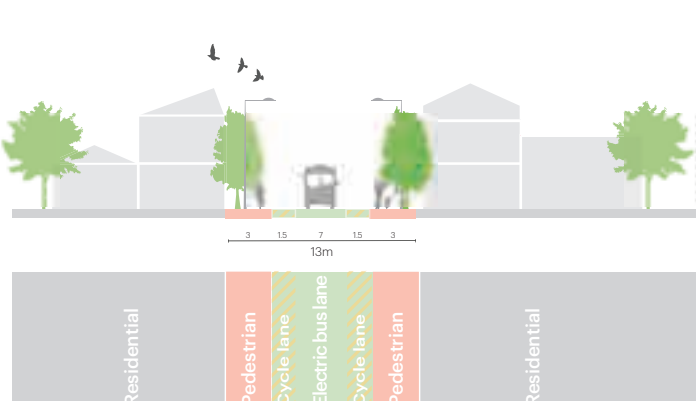 3 1.5 7 1.5 3
13m
Residential
Pedestrian
Cycle lane
Electric bus lane
Cycle lane
Pedestrian
Residential